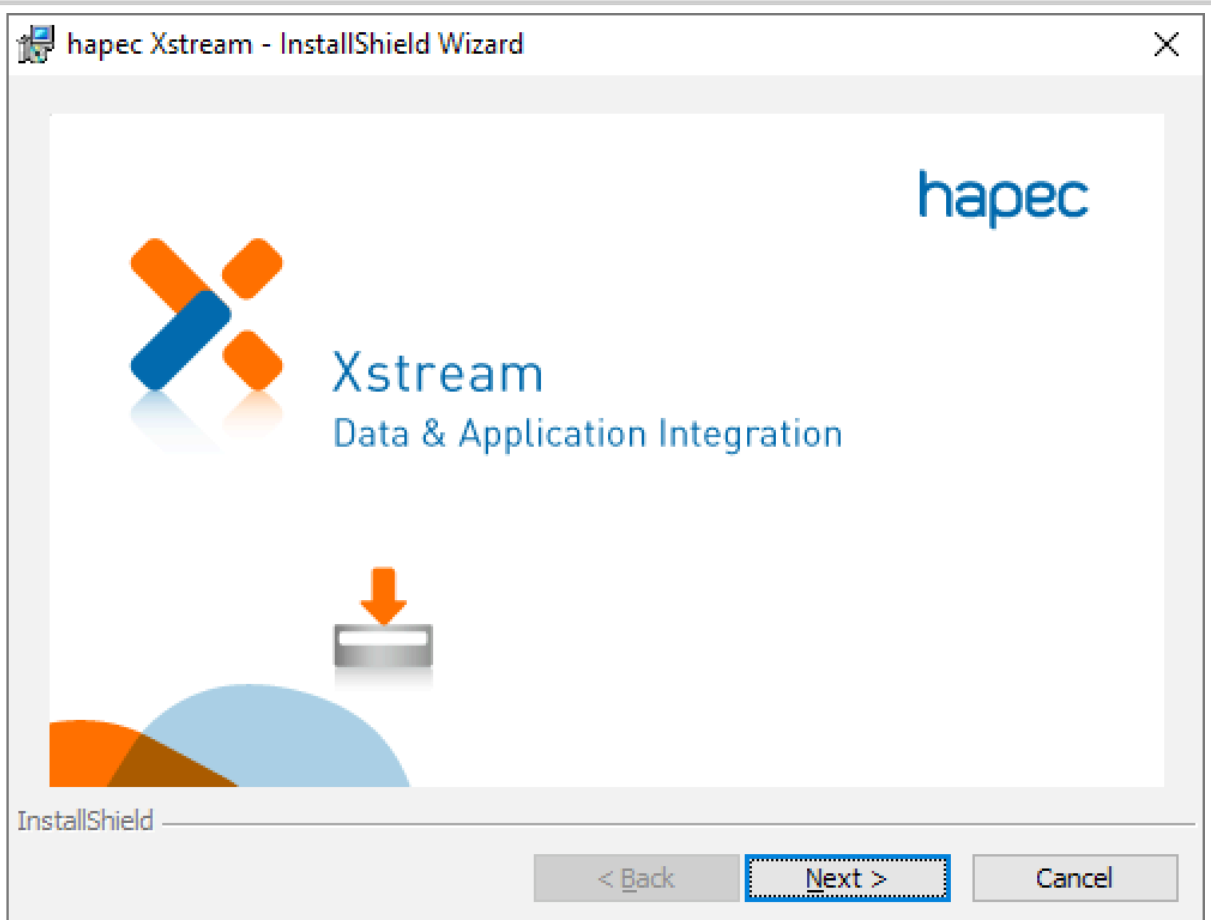 hapec Xstream - InstallShield Wizard
hapec
Xstream
Data & Application Integration
InstallShield
< Back
Next >
Cancel